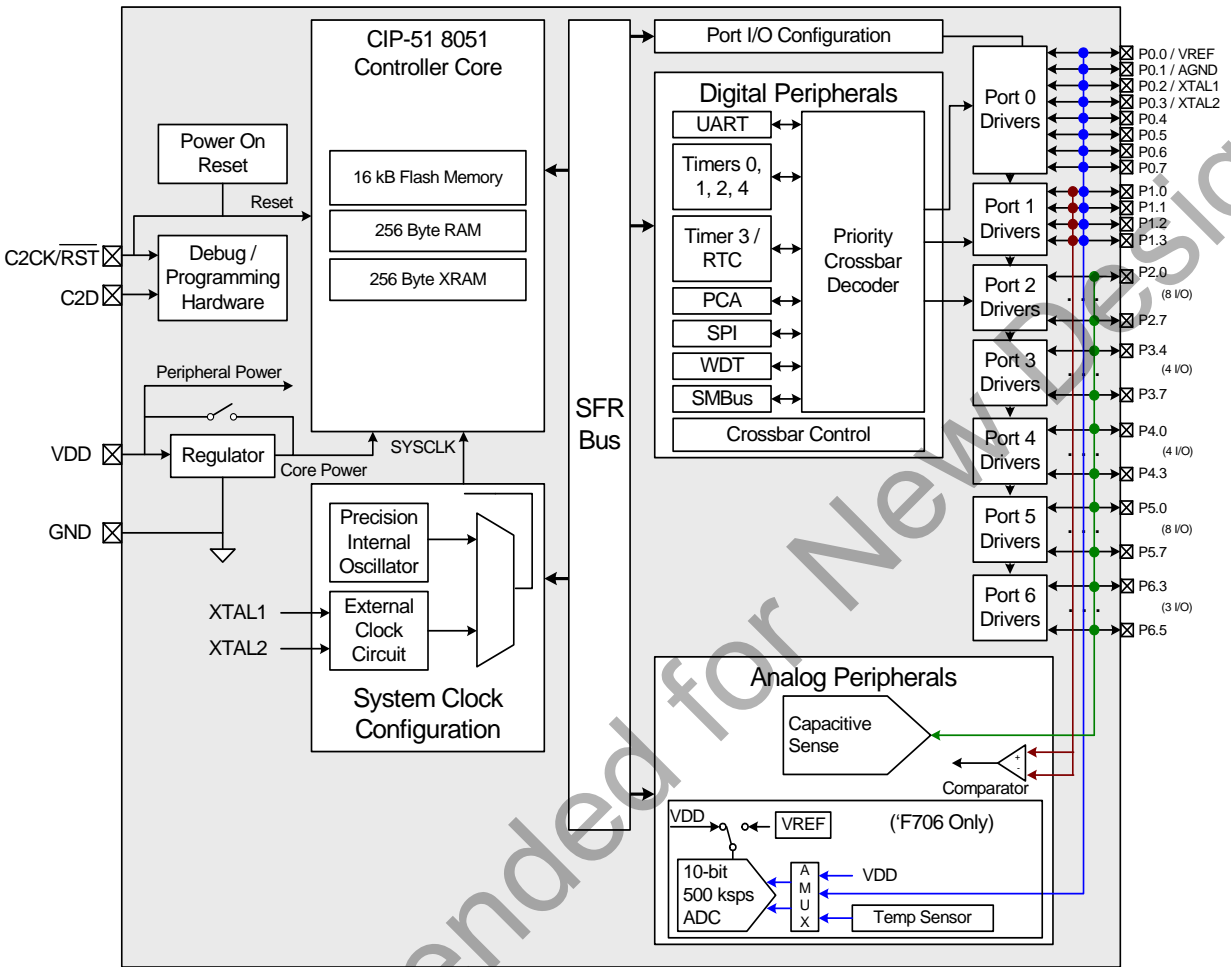 CIP-51 8051
Controller Core
16 kB Flash Memory
256 Byte RAM
256 Byte XRAM
Power On
Reset
Reset
C2CK/RST
C2D
Debug /
Programming
Hardware
Peripheral Power
VDD
Regulator
Core Power
GND
SYSCLK
Precision
Internal
Oscillator
XTAL1
XTAL2
External
Clock
Circuit
System Clock
Configuration
SFR
Bus
Port I/O Configuration
Digital Peripherals
UART
Timers 0,
1, 2, 4
Timer 3 /
RTC
PCA
SPI
WDT
SMBus
Priority
Crossbar
Decoder
Crossbar Control
Port 0
Drivers
Port 1
Drivers
Port 2
Drivers
Port 3
Drivers
Port 4
Drivers
Port 5
Drivers
Port 6
Drivers
P0.0 / VREF
P0.1 / AGND
P0.2 / XTAL1
P0.3 / XTAL2
P0.4
P0.5
P0.6
P0.7
P1.0
P1.1
P1.2
P1.3
P2.0
(8 I/O)
P2.7
P3.4
(4 I/O)
P3.7
P4.0
(4 I/O)
P4.3
P5.0
(8 I/O)
P5.7
P6.3
(3 I/O)
P6.5
Analog Peripherals
Capacitive
Sense
+
-
Comparator
VDD
VREF
('F706 Only)
10-bit
500 ksps
ADC
A
M
U
X
VDD
Temp Sensor
ended for New Desig